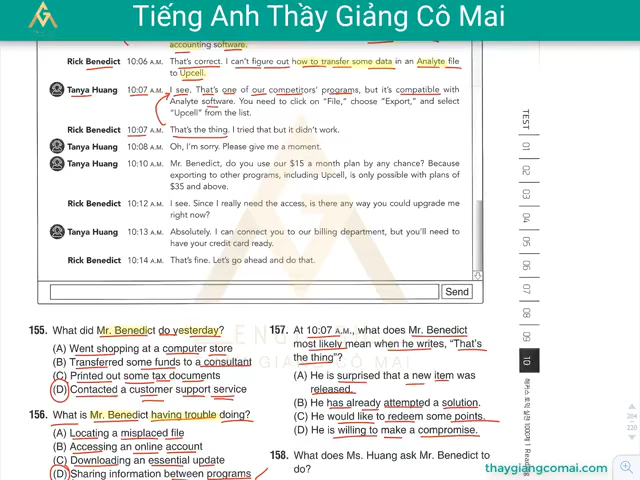 Tiếng Anh Thầy Giảng Cô Mai
accounting software.
Rick Benedict 10:06 A.M. That's correct. I can't figure out how to transfer some data in an Analyte file
to Upcell.
Tanya Huang 10:07 A.M. I see. That's one of our competitors' programs, but it's compatible with
Analyte software. You need to click on "File," choose "Export," and select
"Upcell" from the list.
Rick Benedict 10:07 A.M. That's the thing. I tried that but it didn't work.
Tanya Huang 10:08 A.M. Oh, I'm sorry. Please give me a moment.
Tanya Huang 10:10 A.M. Mr. Benedict, do you use our $15 a month plan by any chance? Because
exporting to other programs, including Upcell, is only possible with plans of
$35 and above.
Rick Benedict 10:12 A.M. I see. Since I really need the access, is there any way you could upgrade me
right now?
Tanya Huang 10:13 A.M. Absolutely. I can connect you to our billing department, but you'll need to
have your credit card ready.
Rick Benedict 10:14 A.M. That's fine. Let's go ahead and do that.
Send
155. What did Mr. Benedict do yesterday?
(A) Went shopping at a computer store
(B) Transferred some funds to a consultant
(C) Printed out some tax documents
(D) Contacted a customer support service
156. What is Mr. Benedict having trouble doing?
(A) Locating a misplaced file
(B) Accessing an online account
(C) Downloading an essential update
(D) Sharing information between programs
157. At 10:07 A.M., what does Mr. Benedict
most likely mean when he writes, "That's
the thing"?
(A) He is surprised that a new item was
released.
(B) He has already attempted a solution.
(C) He would like to redeem some points.
(D) He is willing to make a compromise.
158. What does Ms. Huang ask Mr. Benedict to
do?
TEST
01
02
03
04
05
06
07
08
09
10
해커스 토익 실전 1000제 | Reading
thaygiangcomai.com